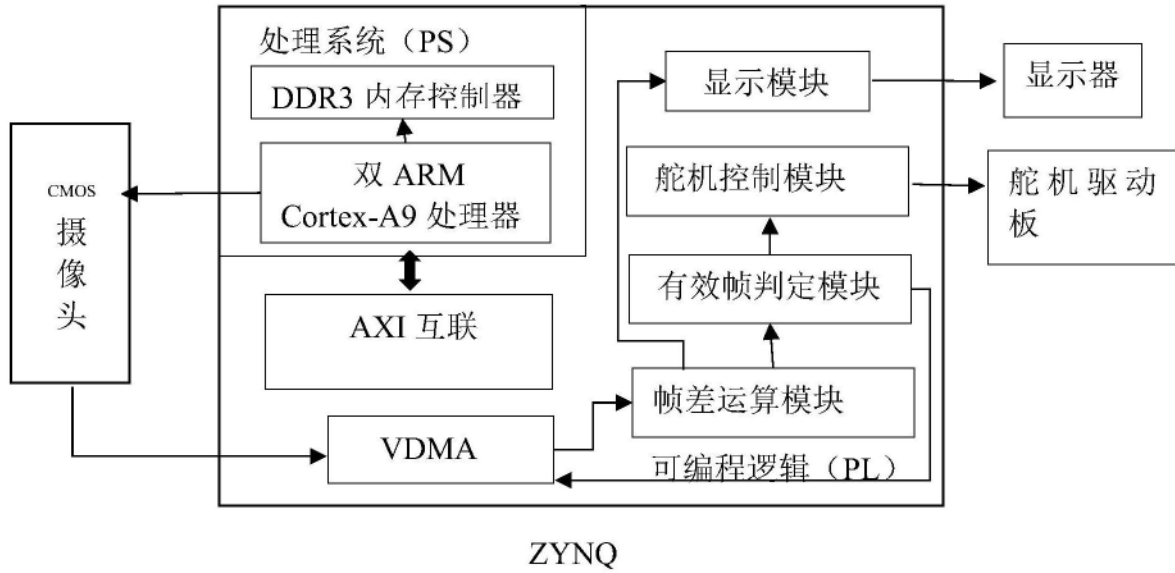 处理系统（PS）
DDR3 内存控制器
双 ARM
Cortex-A9 处理器
CMOS
摄
像
头
AXI 互联
VDMA
显示模块
显示器
舵机控制模块
舵 机 驱 动
板
有效帧判定模块
帧差运算模块
可编程逻辑（PL）
ZYNQ